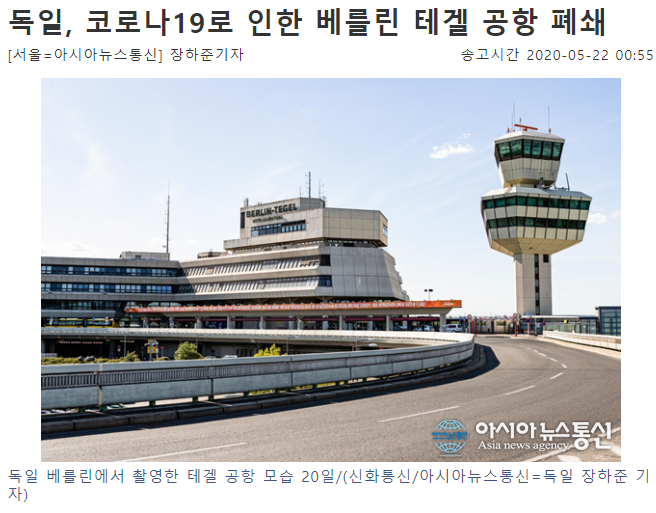 독일, 코로나19로 인한 베를린 테겔 공항 폐쇄
[서울=아시아뉴스통신] 장하준기자
송고시간 2020-05-22 00:55
BERLIN-TEGEL
OTTO LILIENTHAL
아시아뉴스통신
Asia news agency
독일 베를린에서 촬영한 테겔 공항 모습 20일/(신화통신/아시아뉴스통신=독일 장하준 기
자)